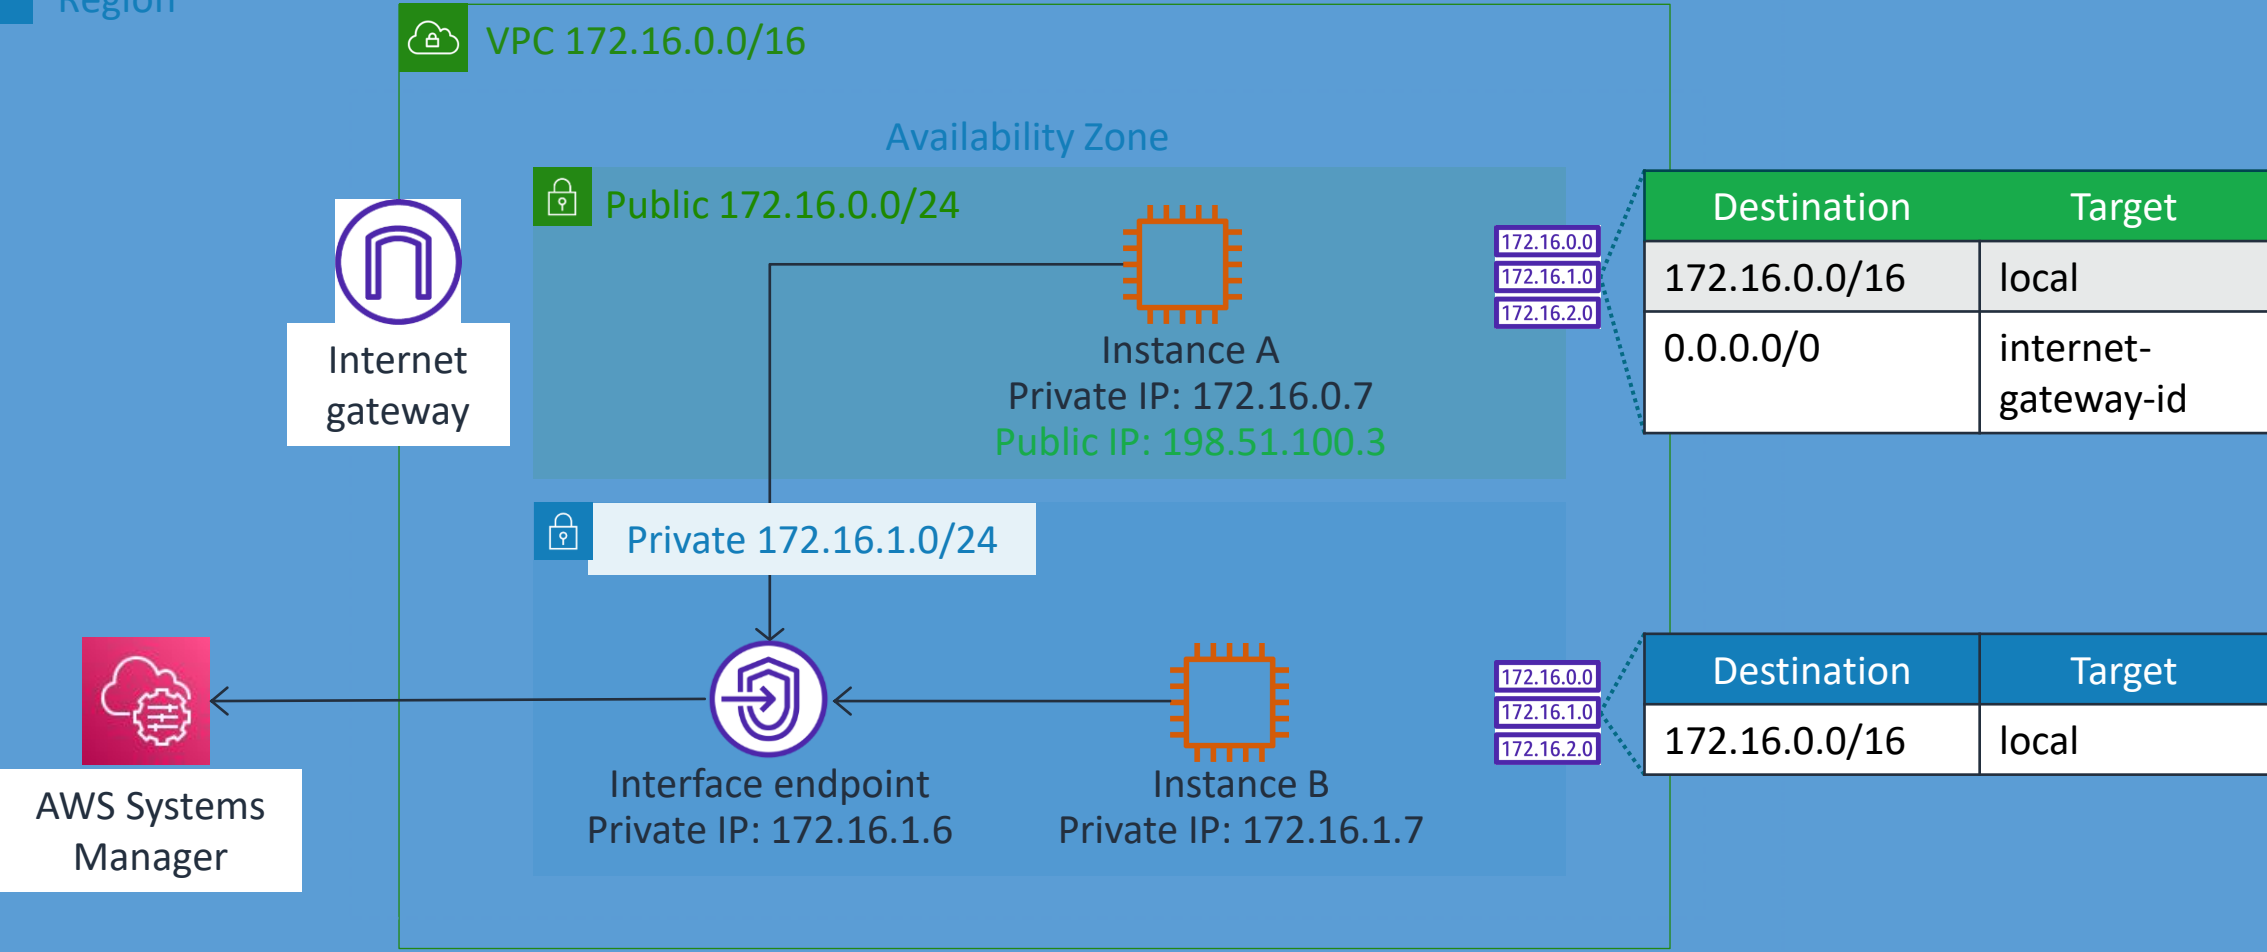 Region
VPC 172.16.0.0/16
Availability Zone
Public 172.16.0.0/24
Internet
gateway
Instance A
Private IP: 172.16.0.7
Public IP: 198.51.100.3
172.16.0.0
172.16.1.0
172.16.2.0
Destination Target
172.16.0.0/16 local
0.0.0.0/0 internet-
gateway-id
Private 172.16.1.0/24
AWS Systems
Manager
Interface endpoint
Private IP: 172.16.1.6
Instance B
Private IP: 172.16.1.7
172.16.0.0
172.16.1.0
172.16.2.0
Destination Target
172.16.0.0/16 local